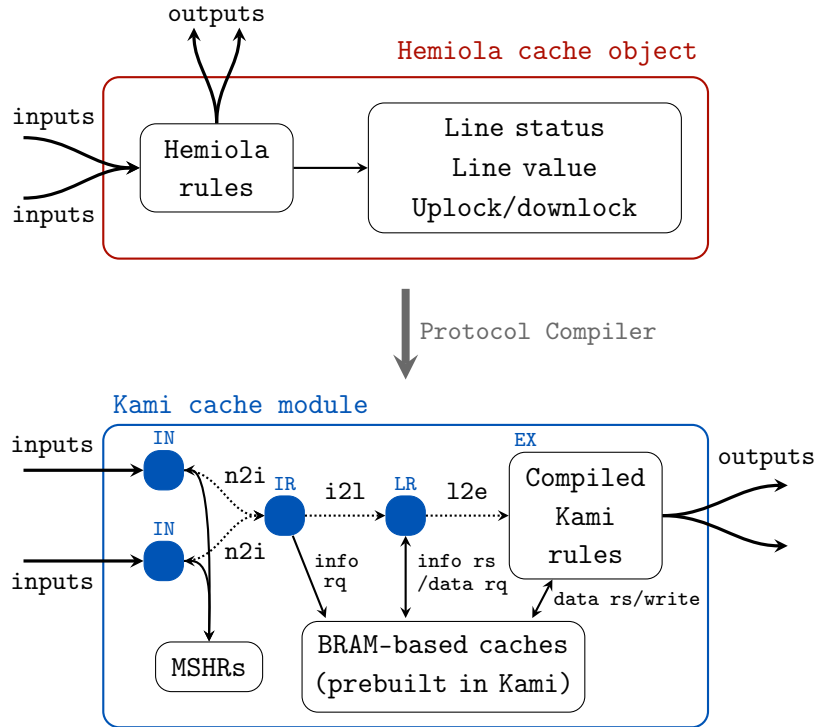 outputs
Hemiola cache object
inputs
Hemiola
rules
inputs
Line status
Line value
Uplock/downlock
Protocol Compiler
Kami cache module
inputs
IN
n2i
IR
i2l
LR
l2e
EX
Compiled
Kami
rules
outputs
IN
n2i
inputs
info
rq
info rs
/data rq
data rs/write
MSHRs
BRAM-based caches
(prebuilt in Kami)